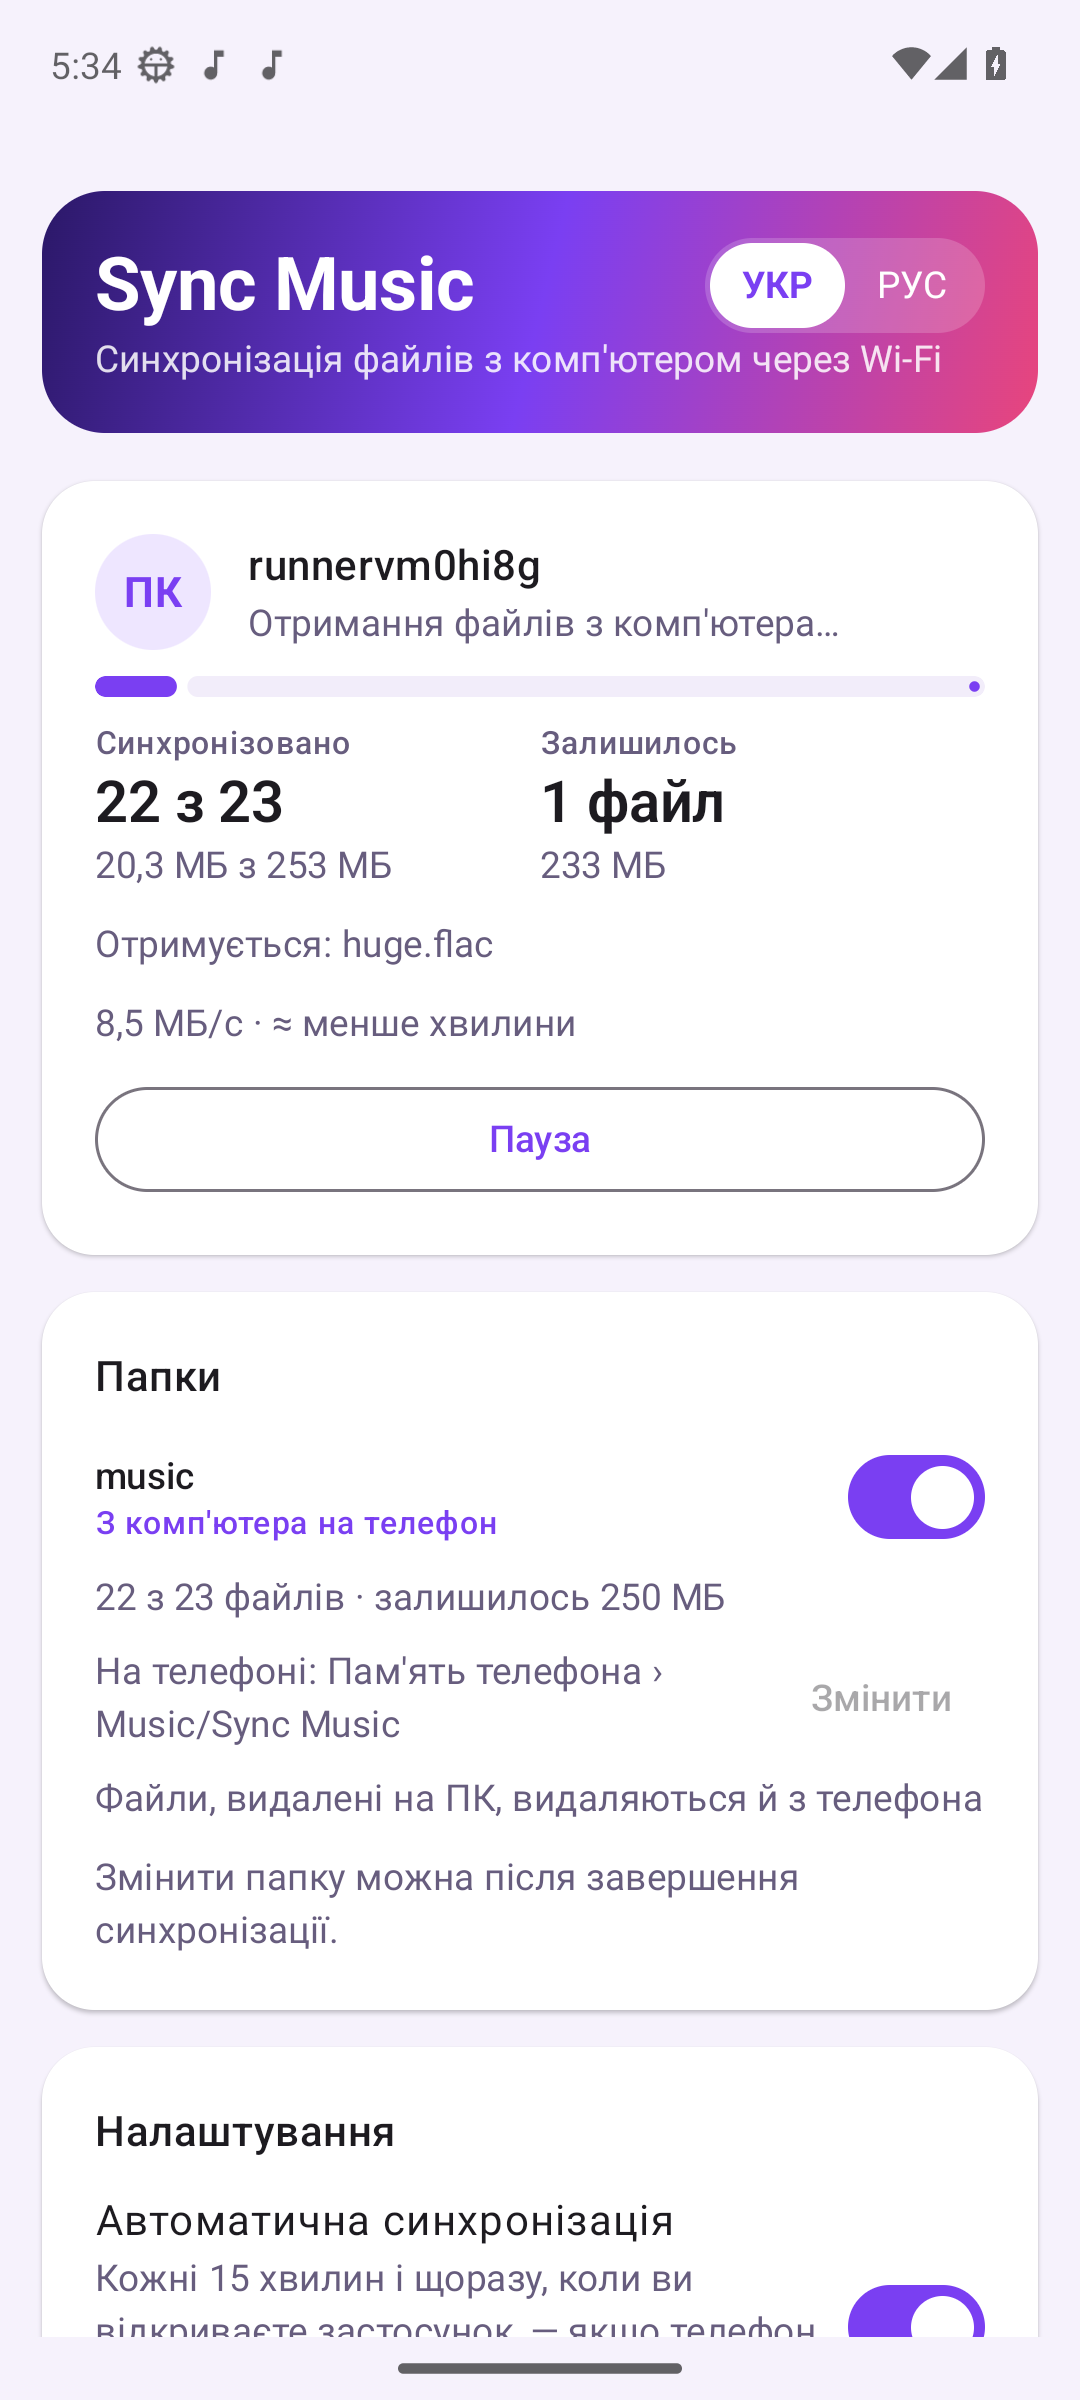 5:34
Sync Music
УКР
РУС
Синхронізація файлів з комп'ютером через Wi-Fi
ПК
runnervm0hi8g
Отримання файлів з комп'ютера…
Синхронізовано
Залишилось
22 з 23
1 файл
20,3 МБ з 253 МБ
233 МБ
Отримується: huge.flac
8,5 МБ/с · ≈ менше хвилини
Пауза
Папки
music
З комп'ютера на телефон
22 з 23 файлів · залишилось 250 МБ
На телефоні: Пам'ять телефона ›
Music/Sync Music
Змінити
Файли, видалені на ПК, видаляються й з телефона
Змінити папку можна після завершення
синхронізації.
Налаштування
Автоматична синхронізація
Кожні 15 хвилин і щоразу, коли ви
відкриваєте застосунок, — якщо телефон